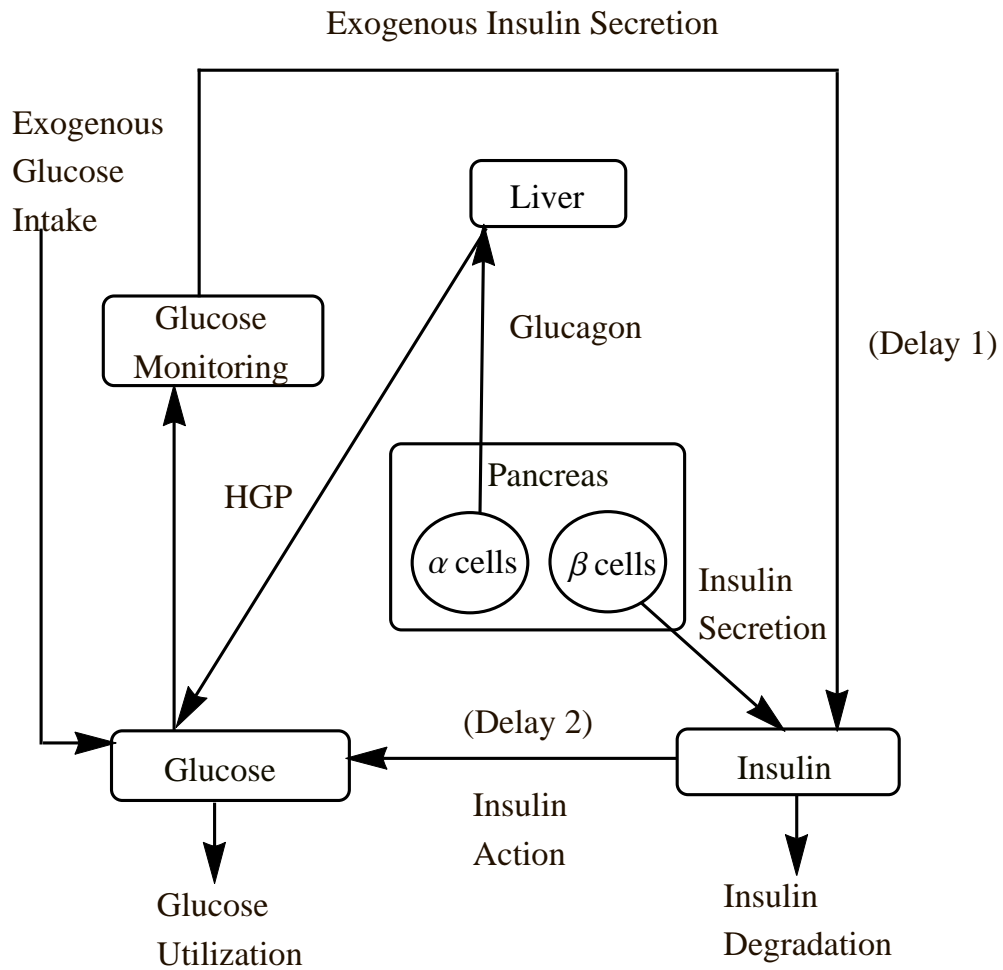 Exogenous Insulin Secretion
Exogenous
Glucose
Intake
Liver
Glucose
Monitoring
Glucagon
(Delay 1)
HGP
Pancreas
α cells
β cells
Insulin
Secretion
(Delay 2)
Glucose
Insulin
Insulin
Action
Glucose
Utilization
Insulin
Degradation